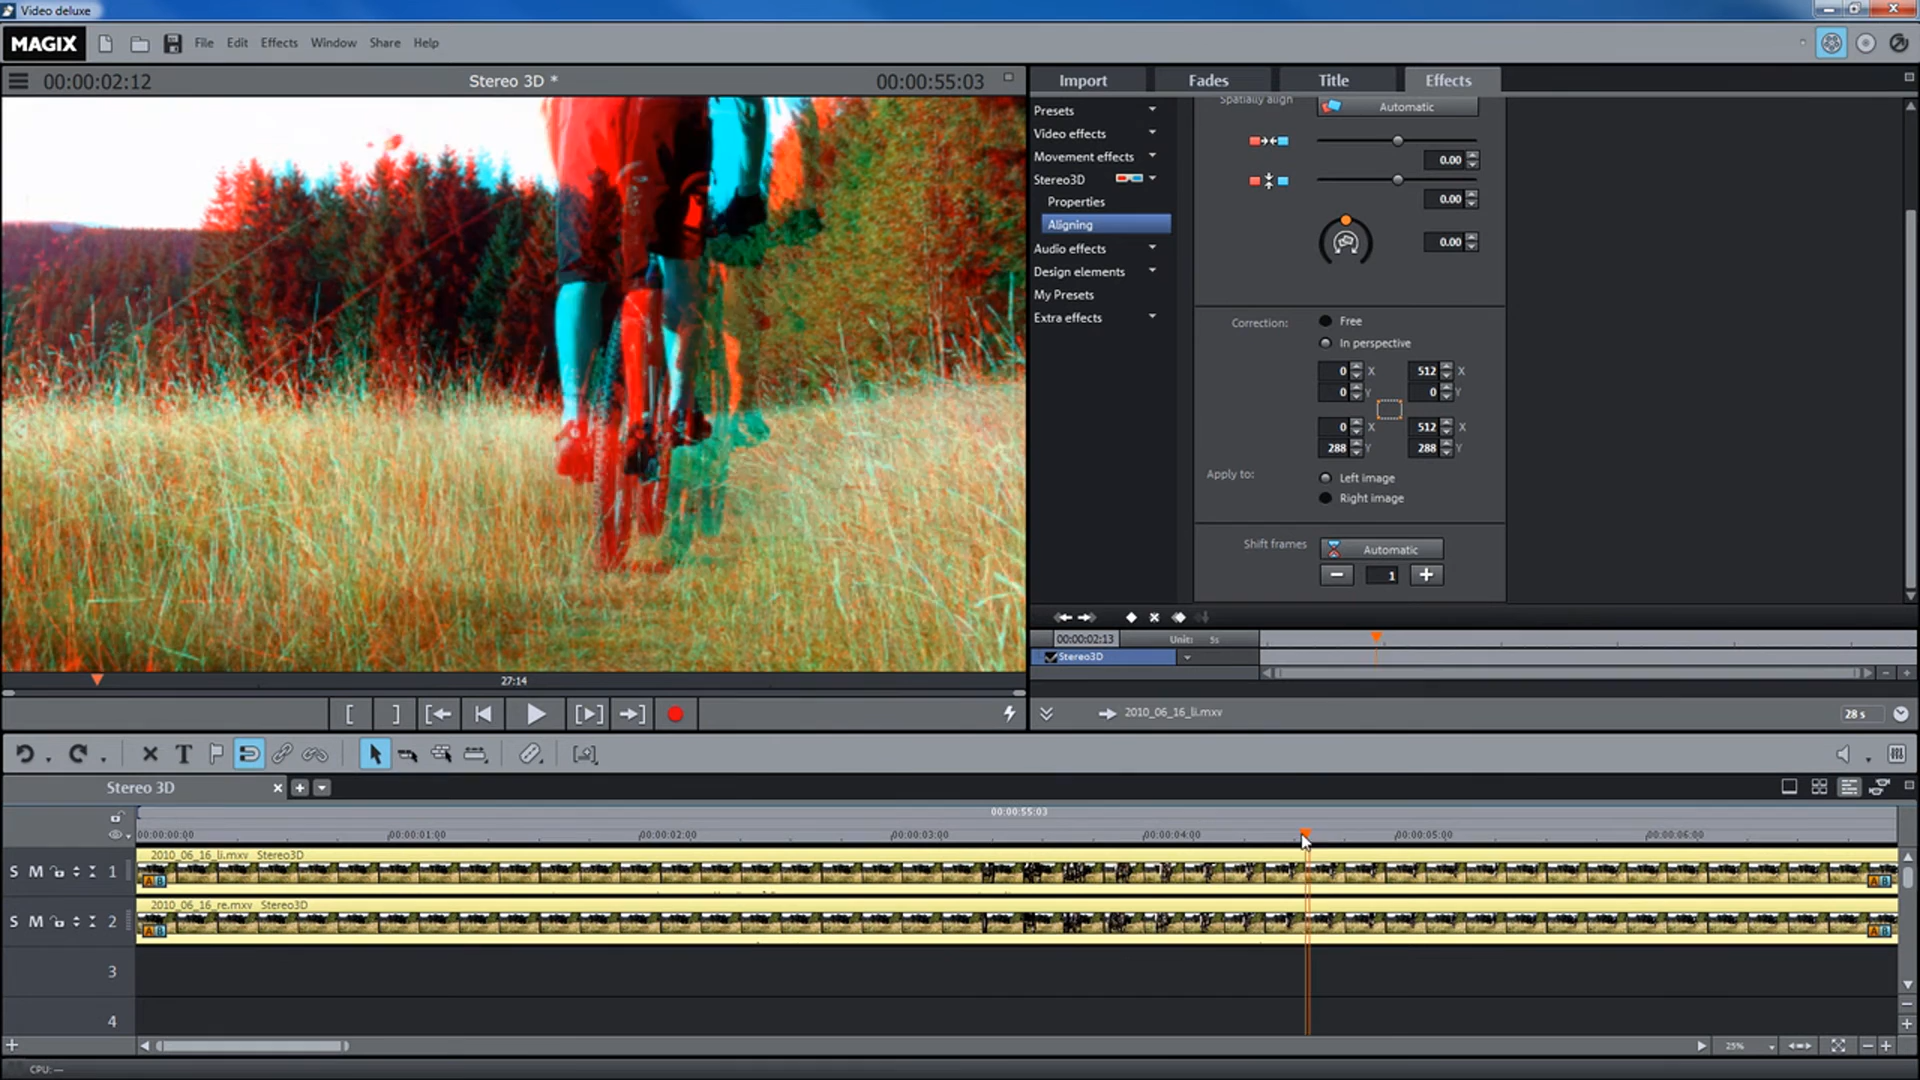 Video deluxe
MAGIX File Edit Effects Window Share Help
00:00:02:12 Stereo 3D * 00:00:55:03
Import Fades Title Effects
Presets
Video effects
Movement effects
Stereo3D
Properties
Aligning
Audio effects
Design elements
My Presets
Extra effects
Spatially align Automatic
0.00
0.00
0.00
Correction: Free
In perspective
0 X 512 X
0 Y 0 Y
0 X 512 X
288 Y 288 Y
Apply to: Left image
Right image
Shift frames Automatic
1
00:00:02:13 Unit: 5s
Stereo3D
27:14
2010_06_16_li.mxv 28 s
Stereo 3D
00:00:55:03
00:00:00:00 00:00:01:00 00:00:02:00 00:00:03:00 00:00:04:00 00:00:05:00 00:00:06:00
2010_06_16_li.mxv Stereo3D
S M 1
A B A B
2010_06_16_re.mxv Stereo3D
S M 2
A B A B
3
4
25%
CPU: —